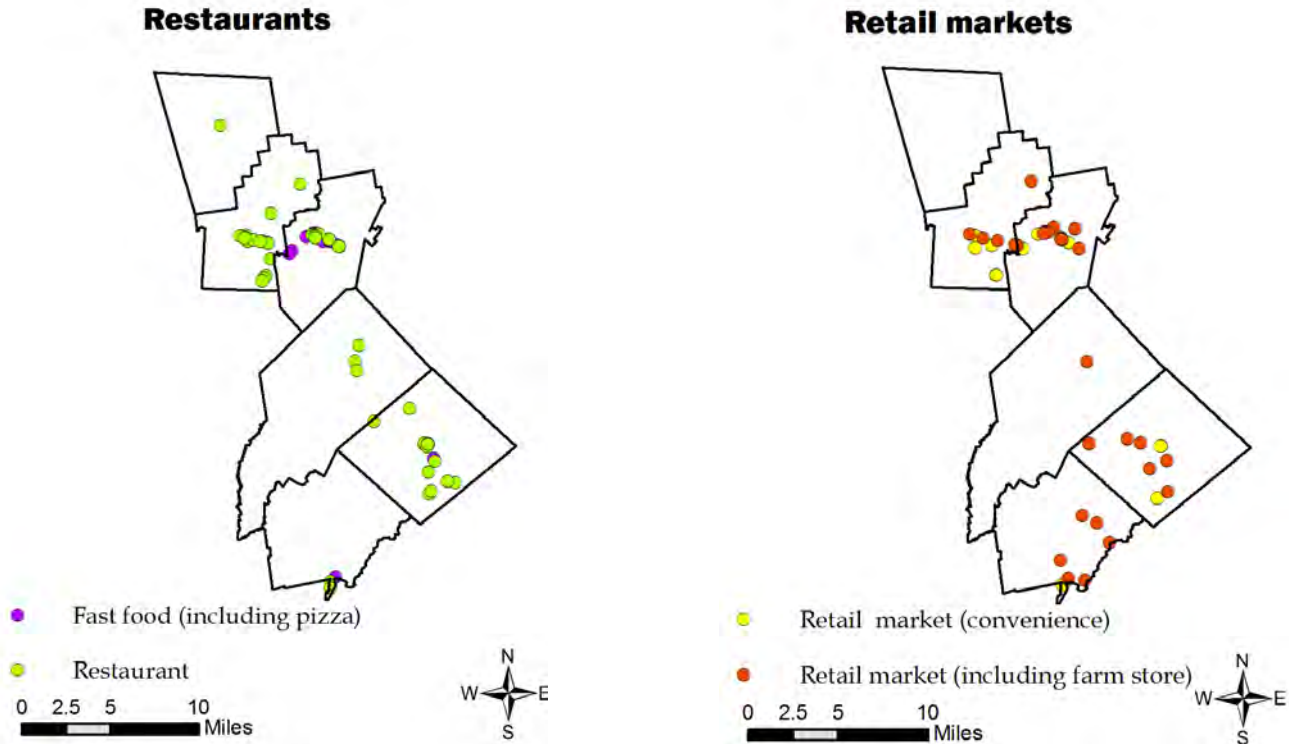 Restaurants
Fast food (including pizza)
Restaurant
0 2.5 5 10
Miles
N
W E
S
Retail markets
Retail market (convenience)
Retail market (including farm store)
0 2.5 5 10
Miles
N
W E
S